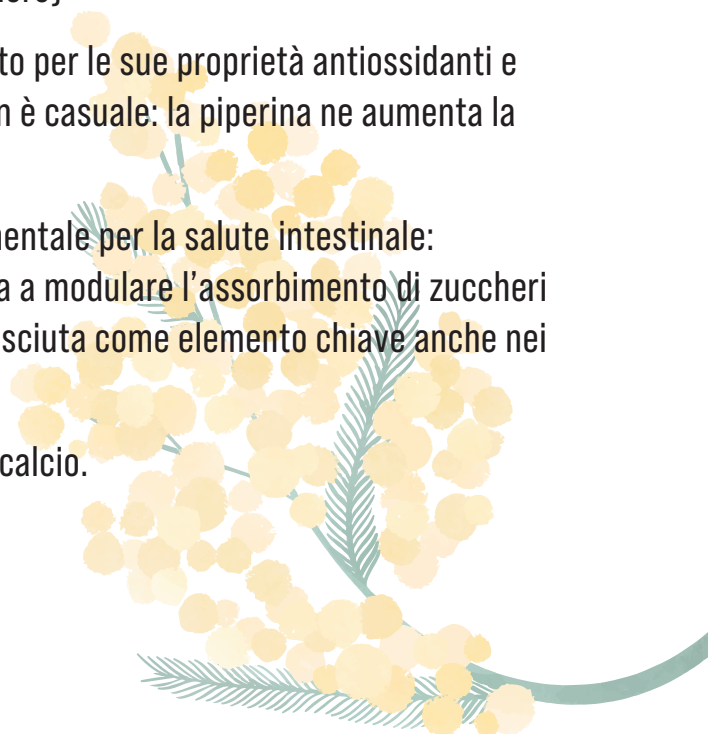 to per le sue proprietà antiossidanti e
n è casuale: la piperina ne aumenta la
mentale per la salute intestinale:
a a modulare l’assorbimento di zuccheri
sciuta come elemento chiave anche nei
calcio.